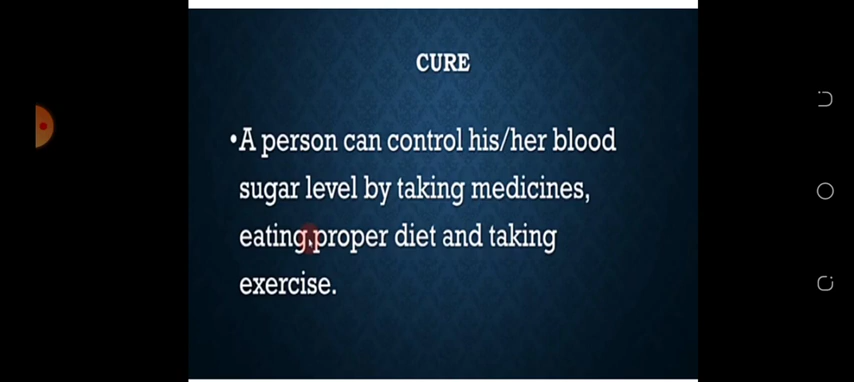 CURE
•A person can control his/her blood
sugar level by taking medicines,
eating proper diet and taking
exercise.